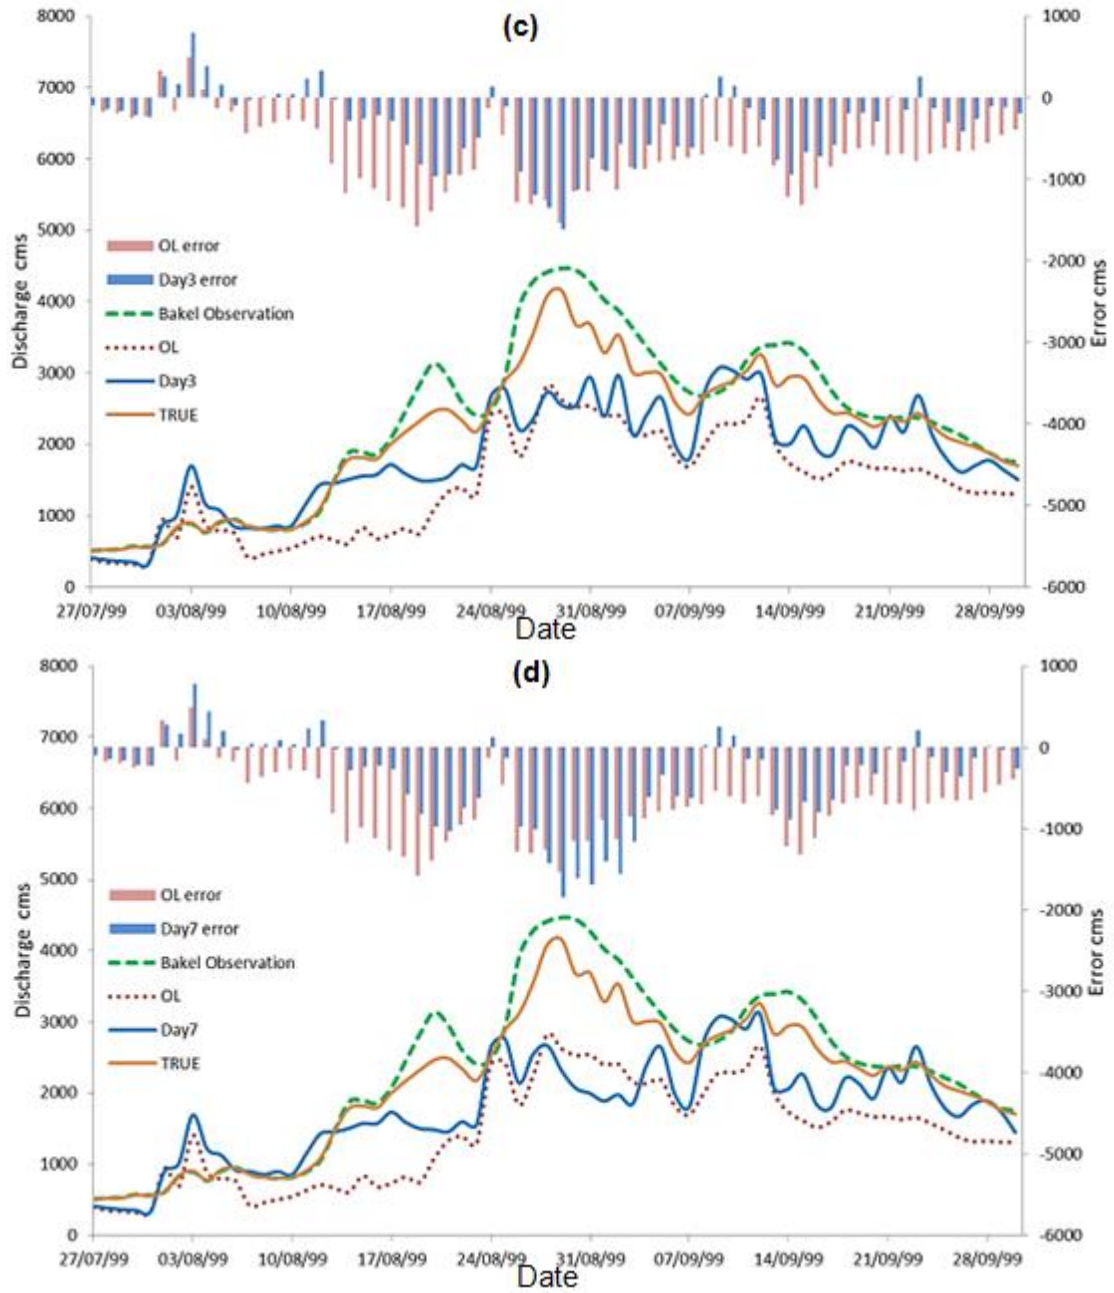 (c)
8000
7000
6000
5000
4000
3000
2000
1000
0
Discharge cms
1000
0
-1000
-2000
-3000
-4000
-5000
-6000
Error cms
OL error
Day3 error
Bakel Observation
OL
Day3
TRUE
27/07/99 03/08/99 10/08/99 17/08/99 24/08/99 31/08/99 07/09/99 14/09/99 21/09/99 28/09/99
Date
(d)
8000
7000
6000
5000
4000
3000
2000
1000
0
Discharge cms
1000
0
-1000
-2000
-3000
-4000
-5000
-6000
Error cms
OL error
Day7 error
Bakel Observation
OL
Day7
TRUE
27/07/99 03/08/99 10/08/99 17/08/99 24/08/99 31/08/99 07/09/99 14/09/99 21/09/99 28/09/99
Date